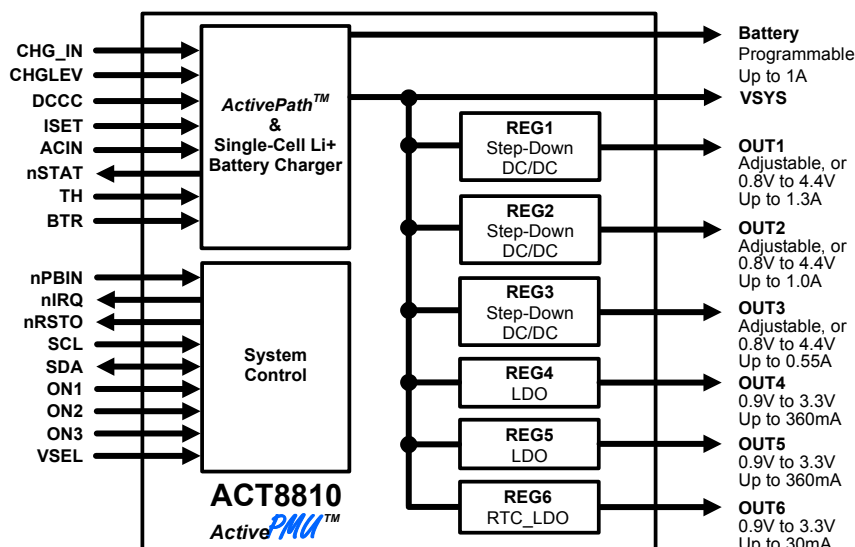 CHG_IN
CHGLEV
DCCC
ISET
ACIN
nSTAT
TH
BTR
ActivePath™
&
Single-Cell Li+
Battery Charger
nPBIN
nIRQ
nRSTO
SCL
SDA
ON1
ON2
ON3
VSEL
System
Control
ACT8810
ActivePMU™
REG1
Step-Down
DC/DC
REG2
Step-Down
DC/DC
REG3
Step-Down
DC/DC
REG4
LDO
REG5
LDO
REG6
RTC_LDO
Battery
Programmable
Up to 1A
VSYS
OUT1
Adjustable, or
0.8V to 4.4V
Up to 1.3A
OUT2
Adjustable, or
0.8V to 4.4V
Up to 1.0A
OUT3
Adjustable, or
0.8V to 4.4V
Up to 0.55A
OUT4
0.9V to 3.3V
Up to 360mA
OUT5
0.9V to 3.3V
Up to 360mA
OUT6
0.9V to 3.3V
Up to 30mA